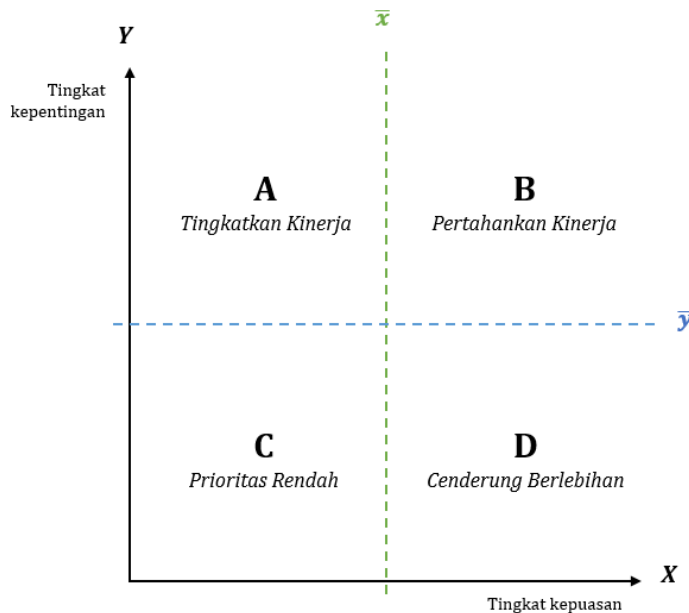 x̄
Y
Tingkat
kepentingan
A
Tingkatkan Kinerja
B
Pertahankan Kinerja
ȳ
C
Prioritas Rendah
D
Cenderung Berlebihan
X
Tingkat kepuasan